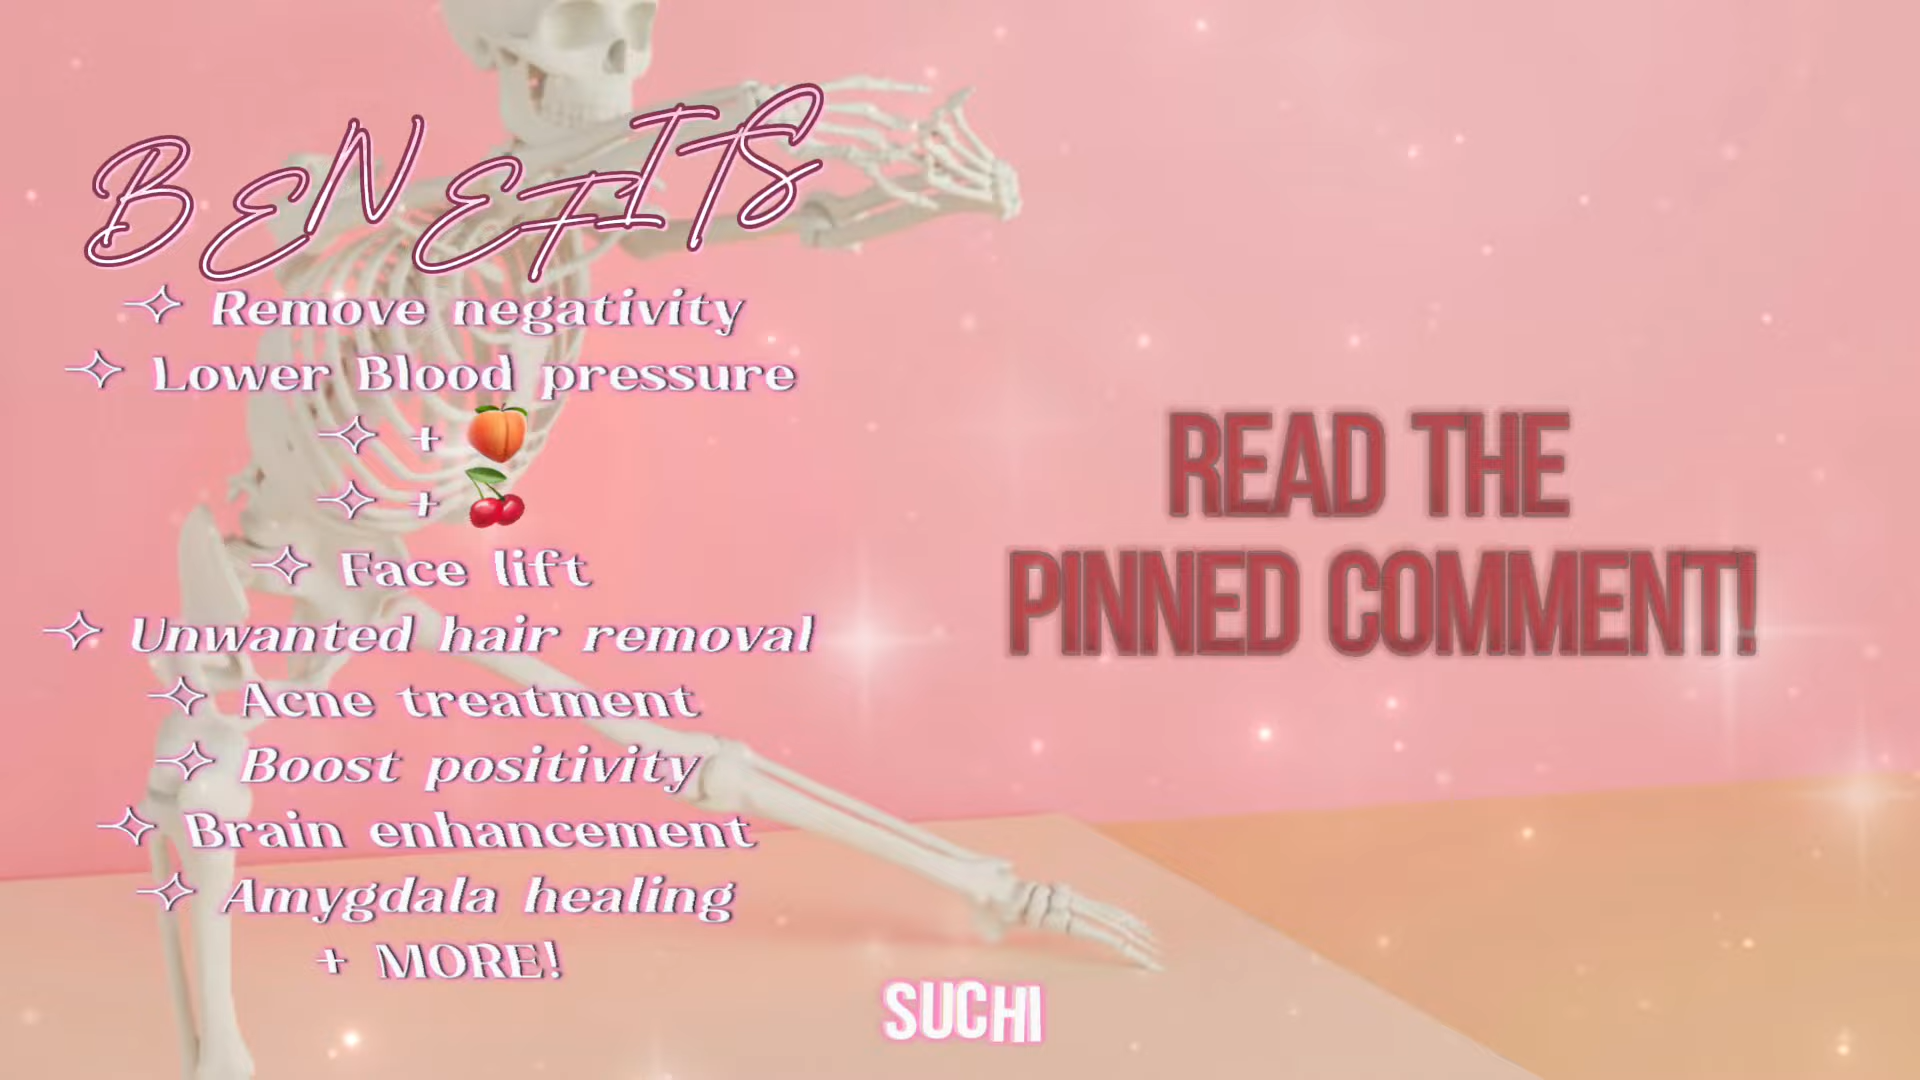 BENEFITS
✧ Remove negativity
✧ Lower Blood pressure
✧ + 🍑
✧ + 🍒
✧ Face lift
✧ Unwanted hair removal
✧ Acne treatment
✧ Boost positivity
✧ Brain enhancement
✧ Amygdala healing
+ MORE!
READ THE
PINNED COMMENT!
SUCHI